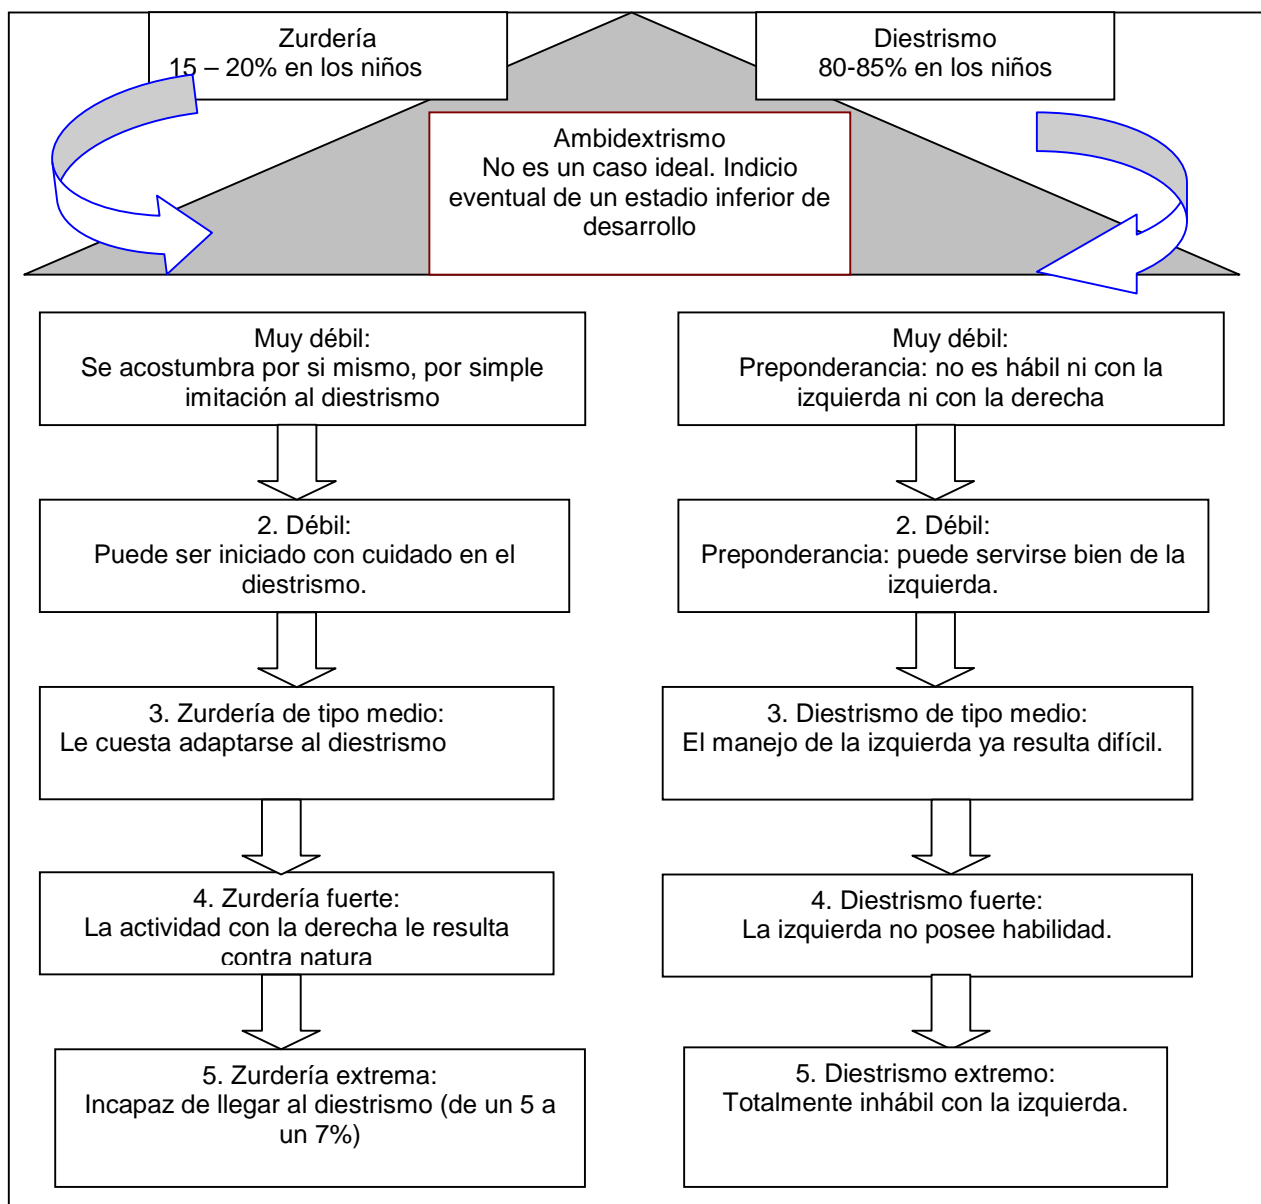 Zurdería
15 – 20% en los niños
Diestrismo
80-85% en los niños
Ambidextrismo
No es un caso ideal. Indicio
eventual de un estadio inferior de
desarrollo
Muy débil:
Se acostumbra por si mismo, por simple
imitación al diestrismo
Muy débil:
Preponderancia: no es hábil ni con la
izquierda ni con la derecha
2. Débil:
Puede ser iniciado con cuidado en el
diestrismo.
2. Débil:
Preponderancia: puede servirse bien de la
izquierda.
3. Zurdería de tipo medio:
Le cuesta adaptarse al diestrismo
3. Diestrismo de tipo medio:
El manejo de la izquierda ya resulta difícil.
4. Zurdería fuerte:
La actividad con la derecha le resulta
contra natura
4. Diestrismo fuerte:
La izquierda no posee habilidad.
5. Zurdería extrema:
Incapaz de llegar al diestrismo (de un 5 a
un 7%)
5. Diestrismo extremo:
Totalmente inhábil con la izquierda.